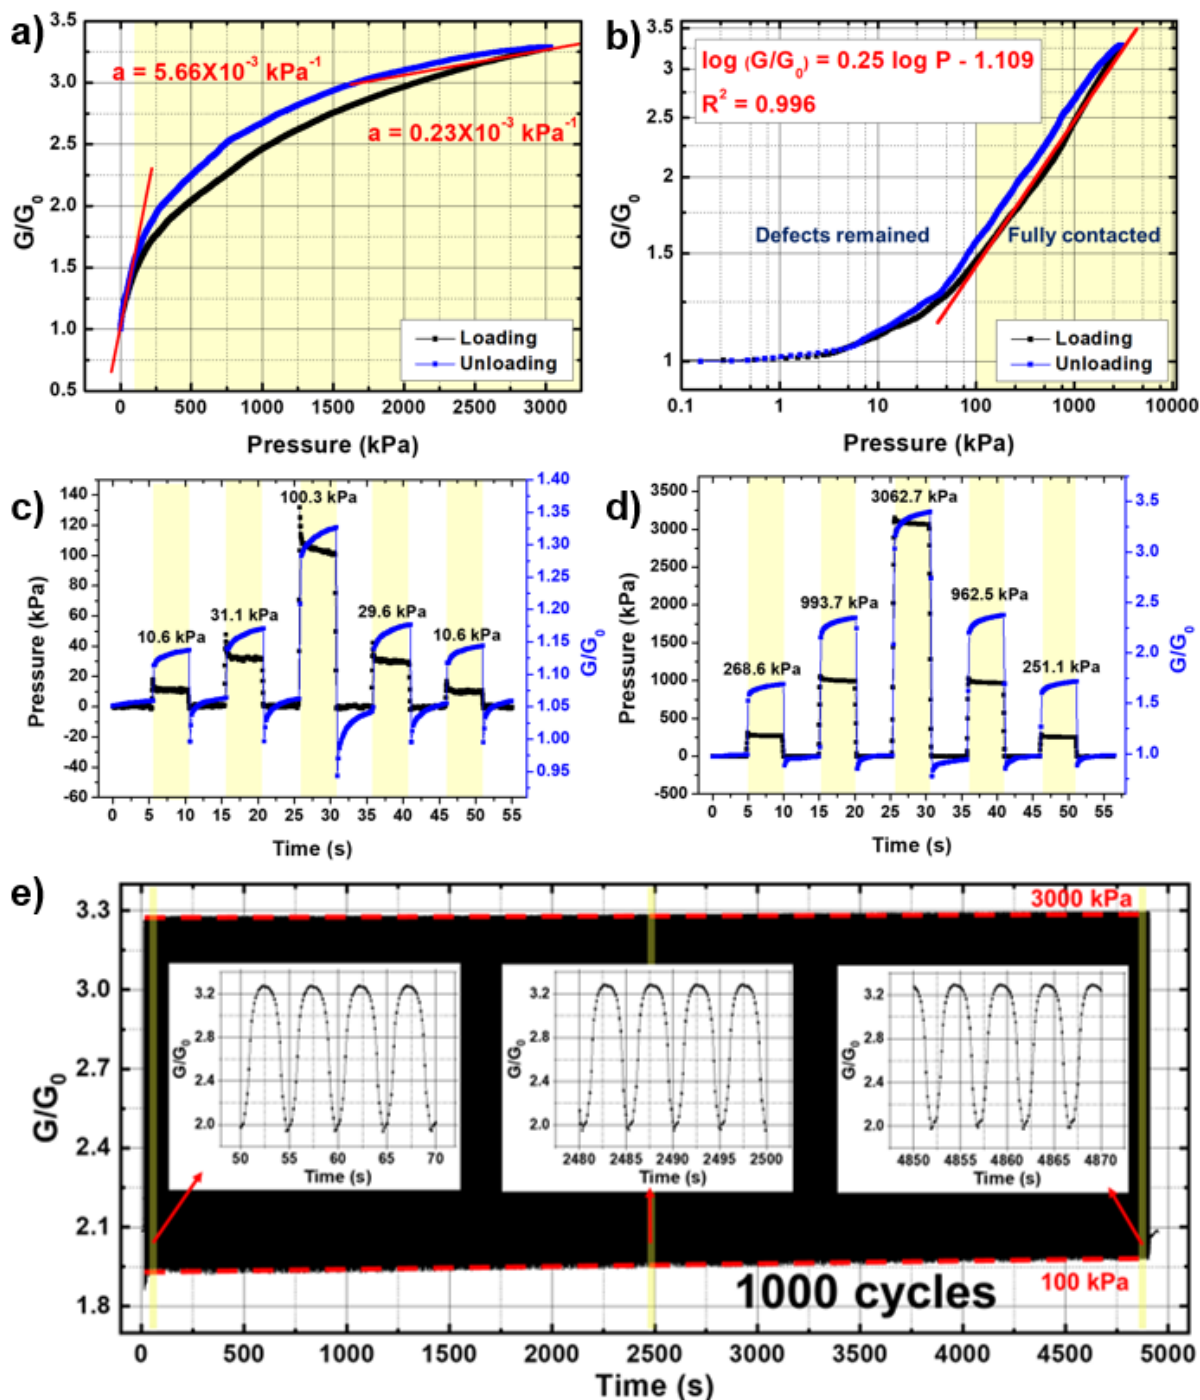 a)
3.5
3.0
2.5
2.0
1.5
1.0
0.5
G/G₀
a = 5.66X10⁻³ kPa⁻¹
a = 0.23X10⁻³ kPa⁻¹
Loading
Unloading
0 500 1000 1500 2000 2500 3000
Pressure (kPa)
b)
3.5
3
2.5
2
1.5
1
G/G₀
log (G/G₀) = 0.25 log P - 1.109
R² = 0.996
Defects remained
Fully contacted
Loading
Unloading
0.1 1 10 100 1000 10000
Pressure (kPa)
c)
140
120
100
80
60
40
20
0
-20
-40
-60
Pressure (kPa)
10.6 kPa
31.1 kPa
100.3 kPa
29.6 kPa
10.6 kPa
1.40
1.35
1.30
1.25
1.20
1.15
1.10
1.05
1.00
0.95
G/G₀
0 5 10 15 20 25 30 35 40 45 50 55
Time (s)
d)
3500
3000
2500
2000
1500
1000
500
0
-500
Pressure (kPa)
268.6 kPa
993.7 kPa
3062.7 kPa
962.5 kPa
251.1 kPa
3.5
3.0
2.5
2.0
1.5
1.0
G/G₀
0 5 10 15 20 25 30 35 40 45 50 55
Time (s)
e)
3.3
3.0
2.7
2.4
2.1
1.8
G/G₀
3000 kPa
3.2
2.8
2.4
2.0
G/G₀
50 55 60 65 70
Time (s)
3.2
2.8
2.4
2.0
G/G₀
2480 2485 2490 2495 2500
Time (s)
3.2
2.8
2.4
2.0
G/G₀
4850 4855 4860 4865 4870
Time (s)
1000 cycles
100 kPa
0 500 1000 1500 2000 2500 3000 3500 4000 4500 5000
Time (s)